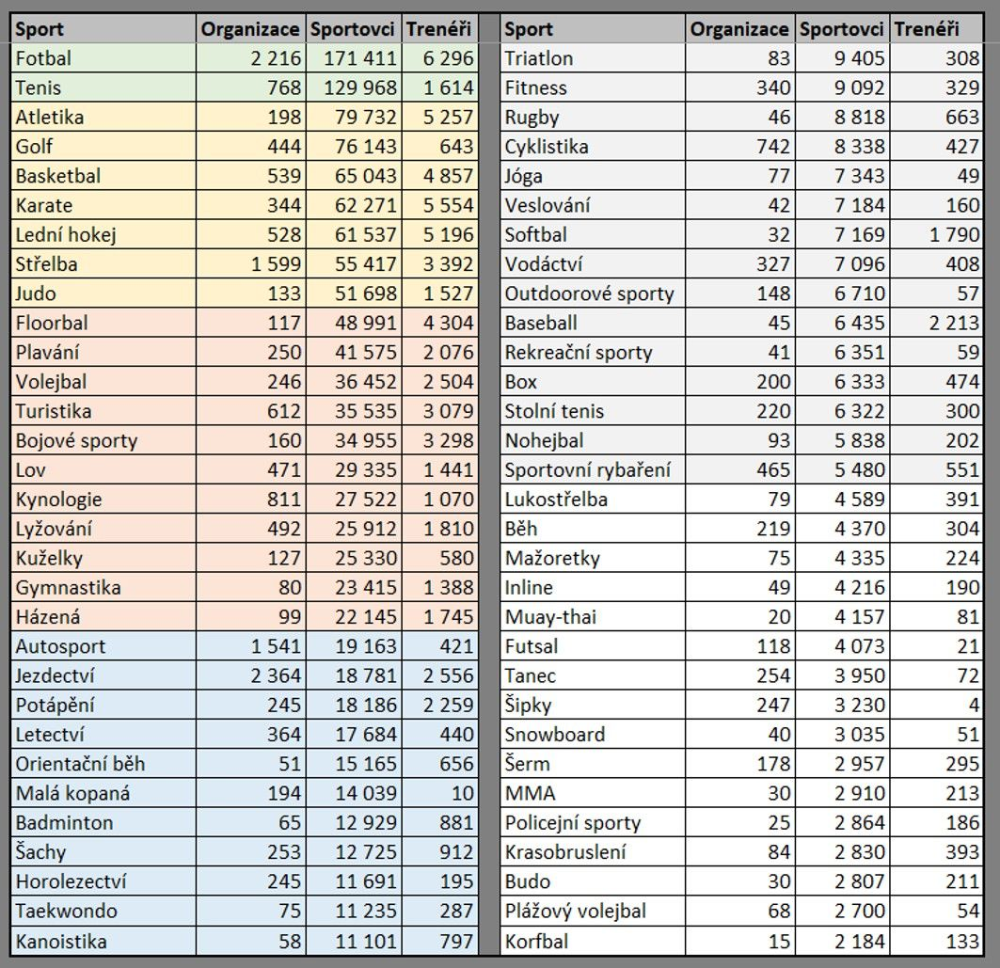 Sport Organizace Sportovci Trenéři Sport Organizace Sportovci Trenéři
Fotbal 2 216 171 411 6 296 Triatlon 83 9 405 308
Tenis 768 129 968 1 614 Fitness 340 9 092 329
Atletika 198 79 732 5 257 Rugby 46 8 818 663
Golf 444 76 143 643 Cyklistika 742 8 338 427
Basketbal 539 65 043 4 857 Jóga 77 7 343 49
Karate 344 62 271 5 554 Veslování 42 7 184 160
Lední hokej 528 61 537 5 196 Softbal 32 7 169 1 790
Střelba 1 599 55 417 3 392 Vodáctví 327 7 096 408
Judo 133 51 698 1 527 Outdoorové sporty 148 6 710 57
Floorbal 117 48 991 4 304 Baseball 45 6 435 2 213
Plavání 250 41 575 2 076 Rekreační sporty 41 6 351 59
Volejbal 246 36 452 2 504 Box 200 6 333 474
Turistika 612 35 535 3 079 Stolní tenis 220 6 322 300
Bojové sporty 160 34 955 3 298 Nohejbal 93 5 838 202
Lov 471 29 335 1 441 Sportovní rybaření 465 5 480 551
Kynologie 811 27 522 1 070 Lukostřelba 79 4 589 391
Lyžování 492 25 912 1 810 Běh 219 4 370 304
Kuželky 127 25 330 580 Mažoretky 75 4 335 224
Gymnastika 80 23 415 1 388 Inline 49 4 216 190
Házená 99 22 145 1 745 Muay-thai 20 4 157 81
Autosport 1 541 19 163 421 Futsal 118 4 073 21
Jezdectví 2 364 18 781 2 556 Tanec 254 3 950 72
Potápění 245 18 186 2 259 Šipky 247 3 230 4
Letectví 364 17 684 440 Snowboard 40 3 035 51
Orientační běh 51 15 165 656 Šerm 178 2 957 295
Malá kopaná 194 14 039 10 MMA 30 2 910 213
Badminton 65 12 929 881 Policejní sporty 25 2 864 186
Šachy 253 12 725 912 Krasobruslení 84 2 830 393
Horolezectví 245 11 691 195 Budo 30 2 807 211
Taekwondo 75 11 235 287 Plážový volejbal 68 2 700 54
Kanoistika 58 11 101 797 Korfbal 15 2 184 133